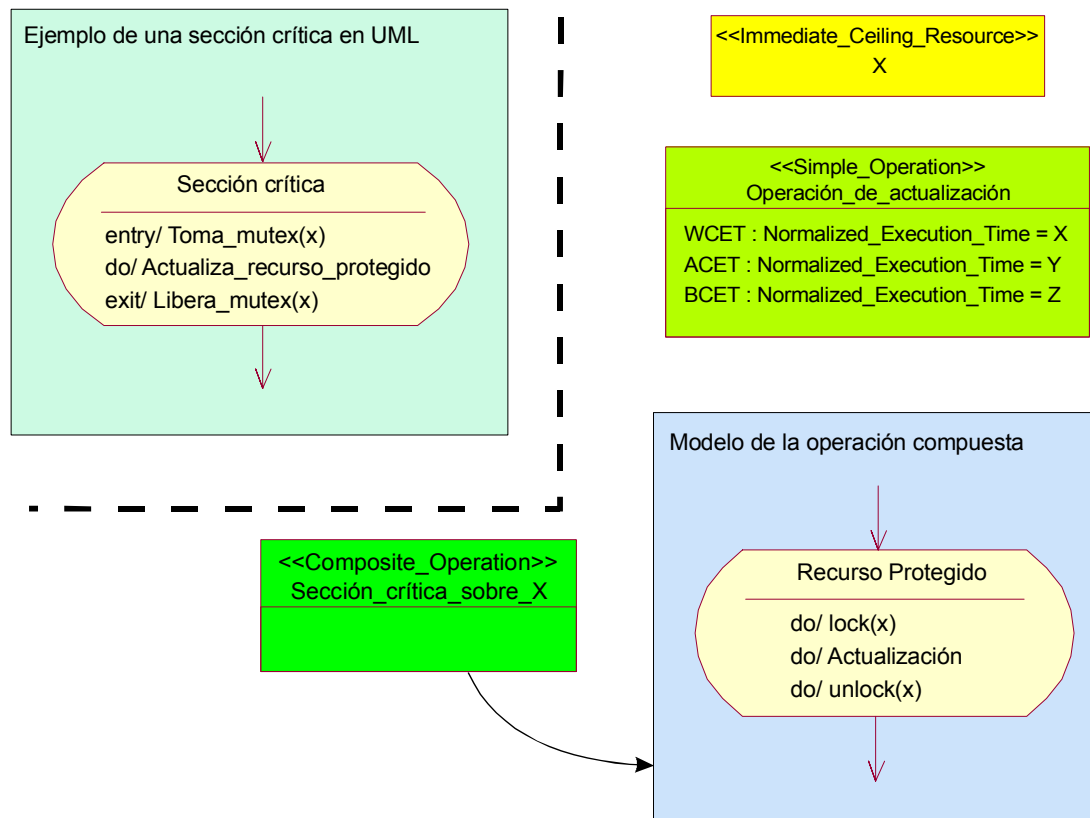 Ejemplo de una sección crítica en UML
Sección crítica
entry/ Toma_mutex(x)
do/ Actualiza_recurso_protegido
exit/ Libera_mutex(x)
<<Immediate_Ceiling_Resource>>
X
<<Simple_Operation>>
Operación_de_actualización
WCET : Normalized_Execution_Time = X
ACET : Normalized_Execution_Time = Y
BCET : Normalized_Execution_Time = Z
<<Composite_Operation>>
Sección_crítica_sobre_X
Modelo de la operación compuesta
Recurso Protegido
do/ lock(x)
do/ Actualización
do/ unlock(x)